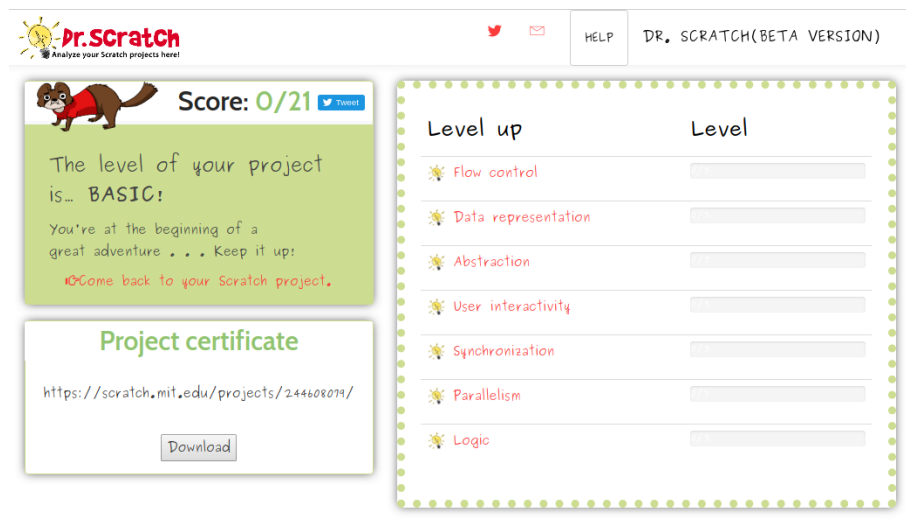 Dr.Scratch
Analyze your Scratch projects here!
HELP
DR. SCRATCH(BETA VERSION)
Score: 0/21
Tweet
The level of your project
is… BASIC!
You're at the beginning of a
great adventure . . . Keep it up!
Come back to your Scratch project.
Project certificate
https://scratch.mit.edu/projects/244608079/
Download
Level up
Level
Flow control
Data representation
Abstraction
User interactivity
Synchronization
Parallelism
Logic